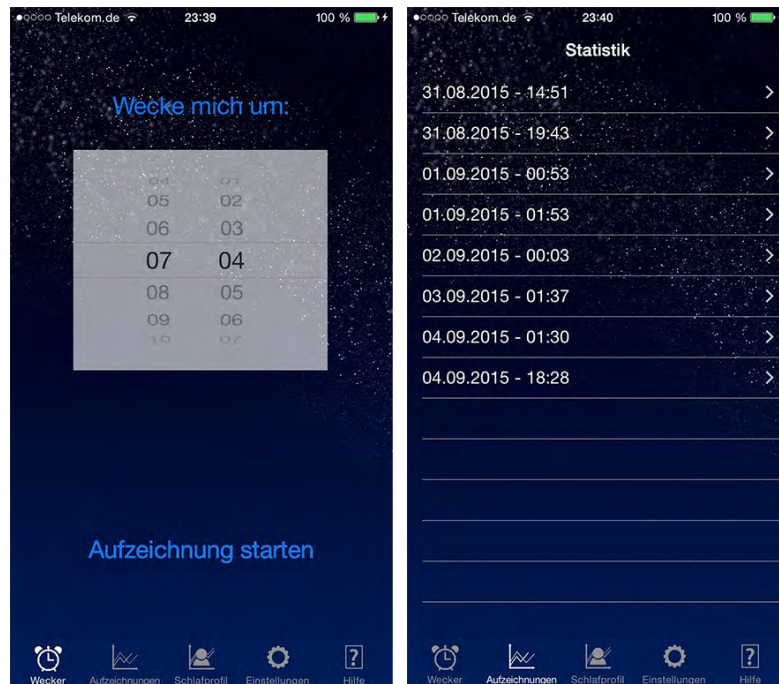 Telekom.de 23:39 100 %
Wecke mich um:
04 01
05 02
06 03
07 04
08 05
09 06
10 07
Aufzeichnung starten
Wecker Aufzeichnungen Schlafprofil Einstellungen Hilfe
Telekom.de 23:40 100 %
Statistik
31.08.2015 - 14:51
31.08.2015 - 19:43
01.09.2015 - 00:53
01.09.2015 - 01:53
02.09.2015 - 00:03
03.09.2015 - 01:37
04.09.2015 - 01:30
04.09.2015 - 18:28
Wecker Aufzeichnungen Schlafprofil Einstellungen Hilfe